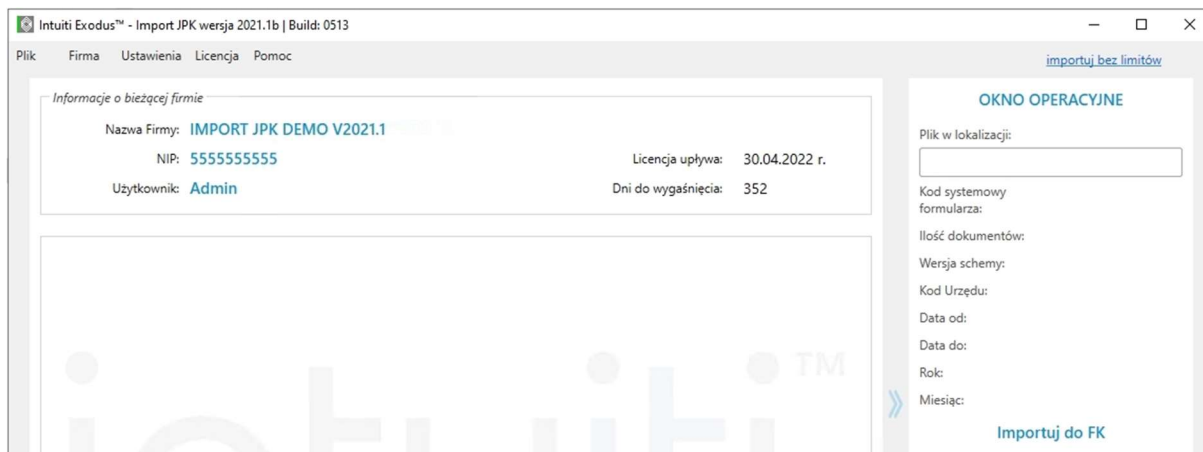 Intuiti Exodus™ - Import JPK wersja 2021.1b | Build: 0513
Plik Firma Ustawienia Licencja Pomoc
importuj bez limitów
Informacje o bieżącej firmie
Nazwa Firmy: IMPORT JPK DEMO V2021.1
NIP: 5555555555
Licencja upływa: 30.04.2022 r.
Użytkownik: Admin
Dni do wygaśnięcia: 352
OKNO OPERACYJNE
Plik w lokalizacji:
Kod systemowy
formularza:
Ilość dokumentów:
Wersja schemy:
Kod Urzędu:
Data od:
Data do:
Rok:
Miesiąc:
Importuj do FK
intuiti™